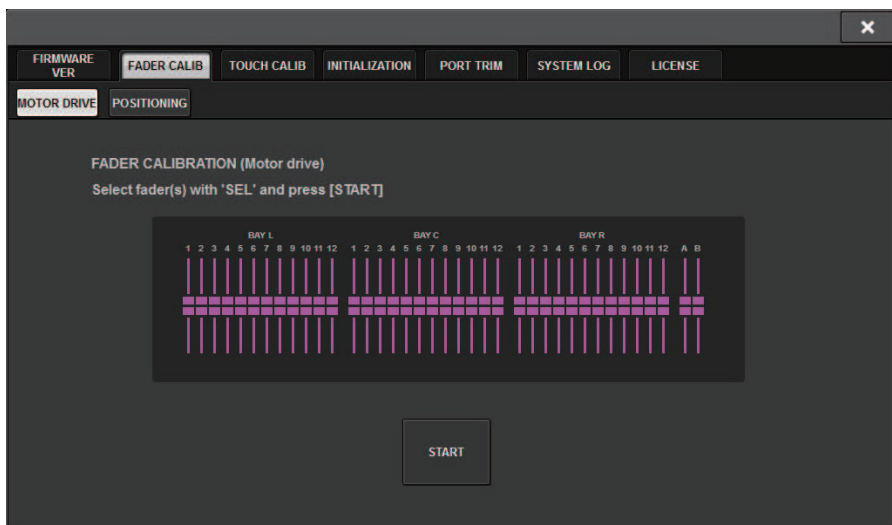 ×
FIRMWARE VER
FADER CALIB
TOUCH CALIB
INITIALIZATION
PORT TRIM
SYSTEM LOG
LICENSE
MOTOR DRIVE
POSITIONING
FADER CALIBRATION (Motor drive)
Select fader(s) with 'SEL' and press [START]
BAY L BAY C BAY R
1 2 3 4 5 6 7 8 9 10 11 12 1 2 3 4 5 6 7 8 9 10 11 12 1 2 3 4 5 6 7 8 9 10 11 12 A B
START